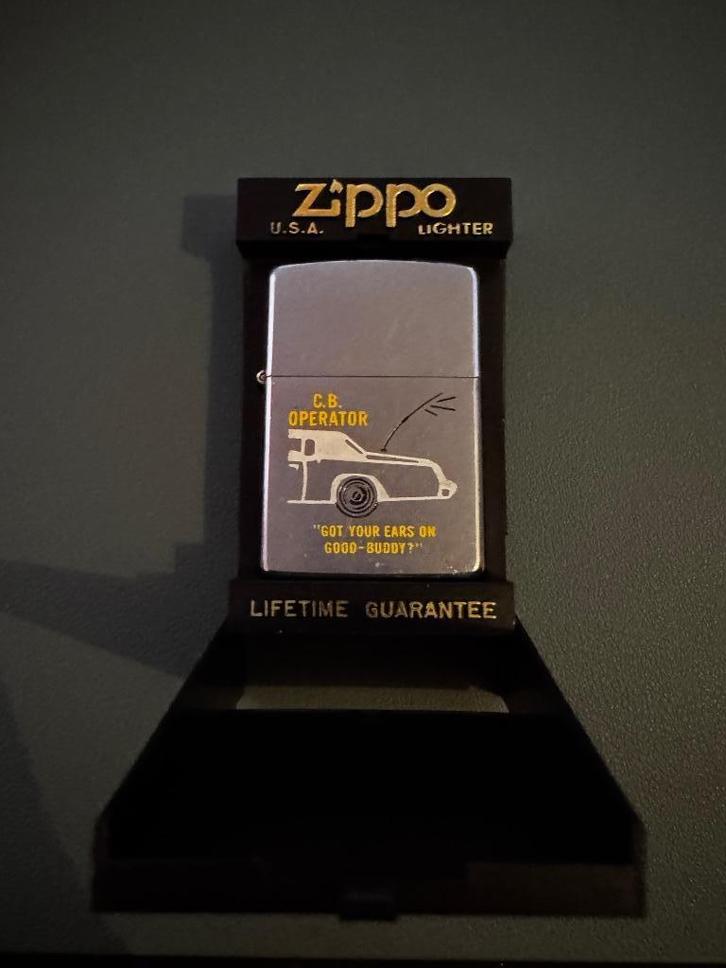 Zippo
U.S.A. LIGHTER
C.B.
OPERATOR
"GOT YOUR EARS ON
GOOD-BUDDY?"
LIFETIME GUARANTEE